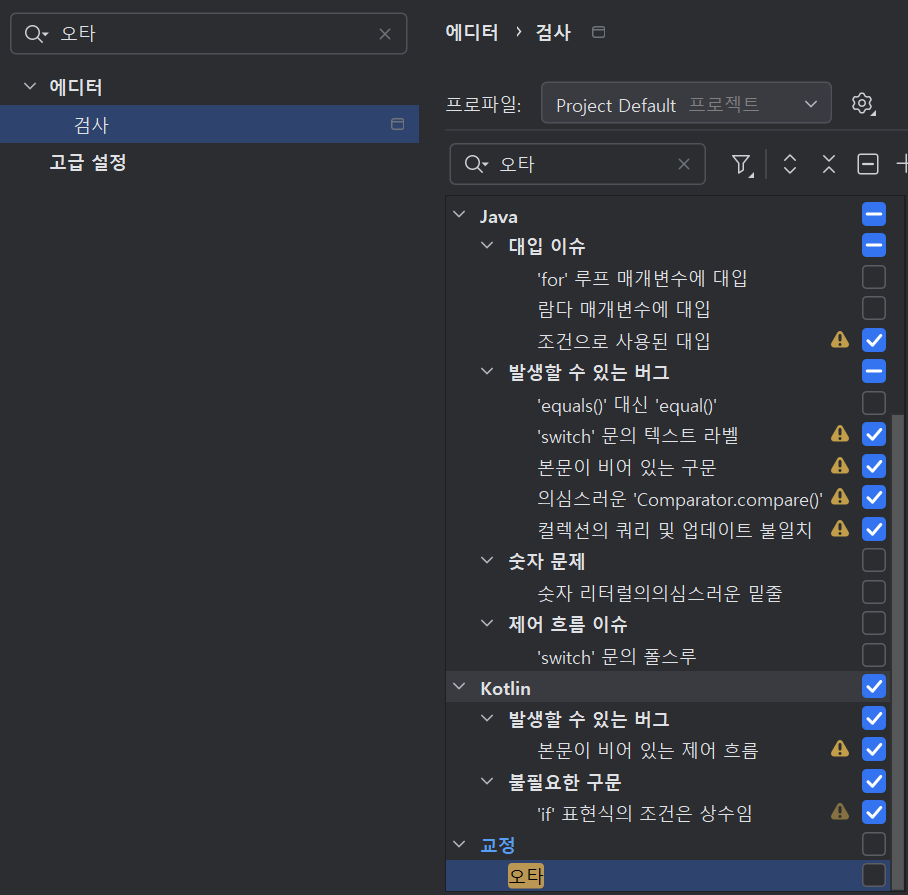 오타
에디터
검사
고급 설정
에디터 › 검사
프로파일: Project Default 프로젝트
오타
Java
대입 이슈
'for' 루프 매개변수에 대입
람다 매개변수에 대입
조건으로 사용된 대입
발생할 수 있는 버그
'equals()' 대신 'equal()'
'switch' 문의 텍스트 라벨
본문이 비어 있는 구문
의심스러운 'Comparator.compare()'
컬렉션의 쿼리 및 업데이트 불일치
숫자 문제
숫자 리터럴의의심스러운 밑줄
제어 흐름 이슈
'switch' 문의 폴스루
Kotlin
발생할 수 있는 버그
본문이 비어 있는 제어 흐름
불필요한 구문
'if' 표현식의 조건은 상수임
교정
오타